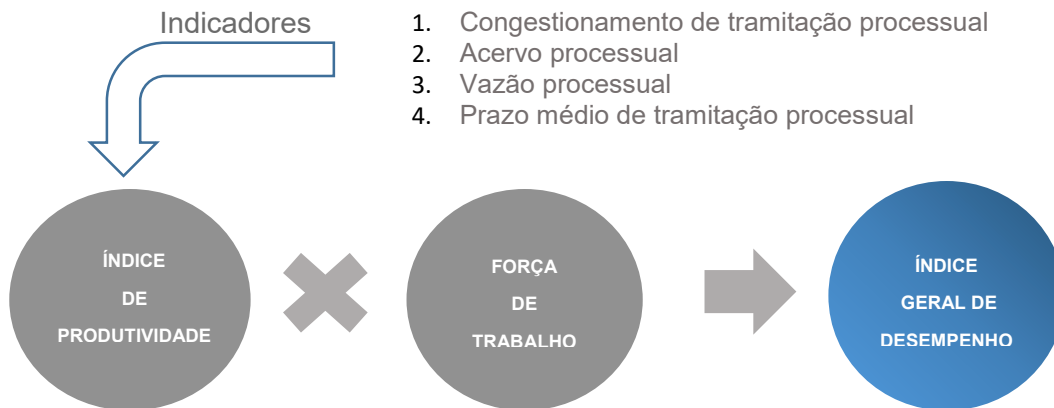 Indicadores
1. Congestionamento de tramitação processual
2. Acervo processual
3. Vazão processual
4. Prazo médio de tramitação processual
ÍNDICE
DE
PRODUTIVIDADE
FORÇA
DE
TRABALHO
ÍNDICE
GERAL DE
DESEMPENHO